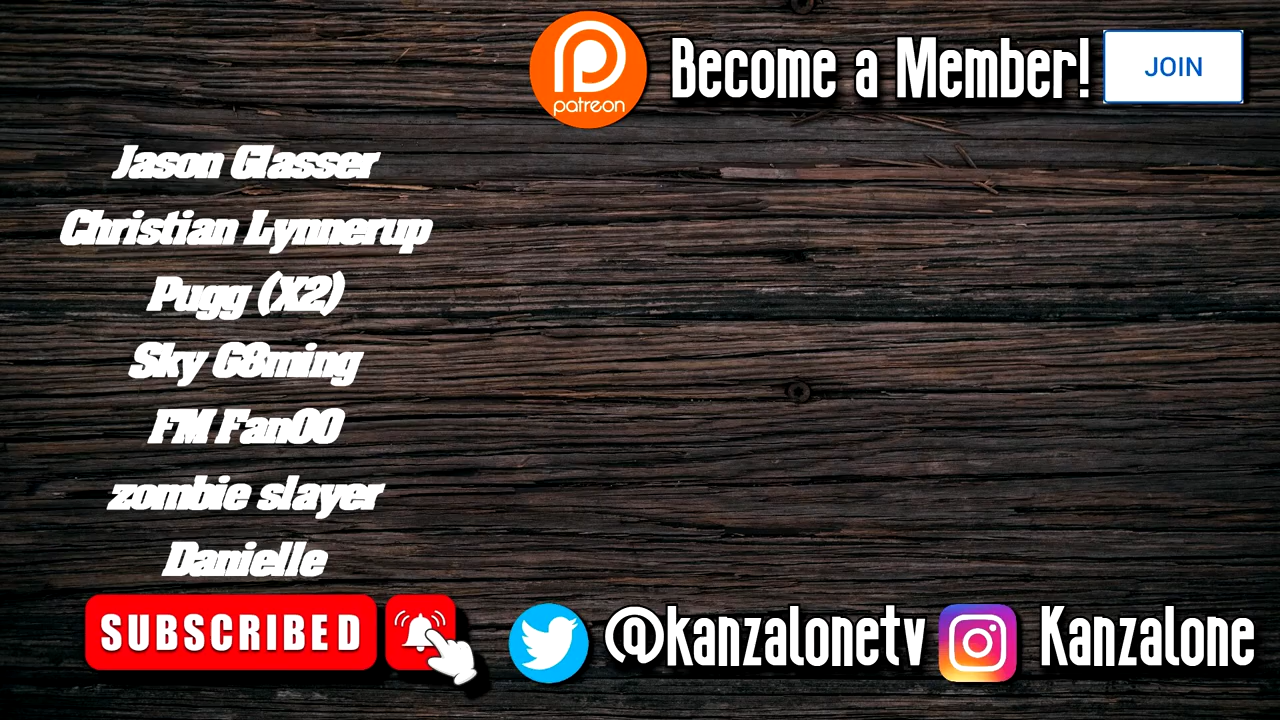 patreon
Become a Member!
JOIN
Jason Glasser
Christian Lynnerup
Pugg (X2)
Sky G8ming
FM Fan00
zombie slayer
Danielle
SUBSCRIBED
@kanzalonetv
Kanzalone